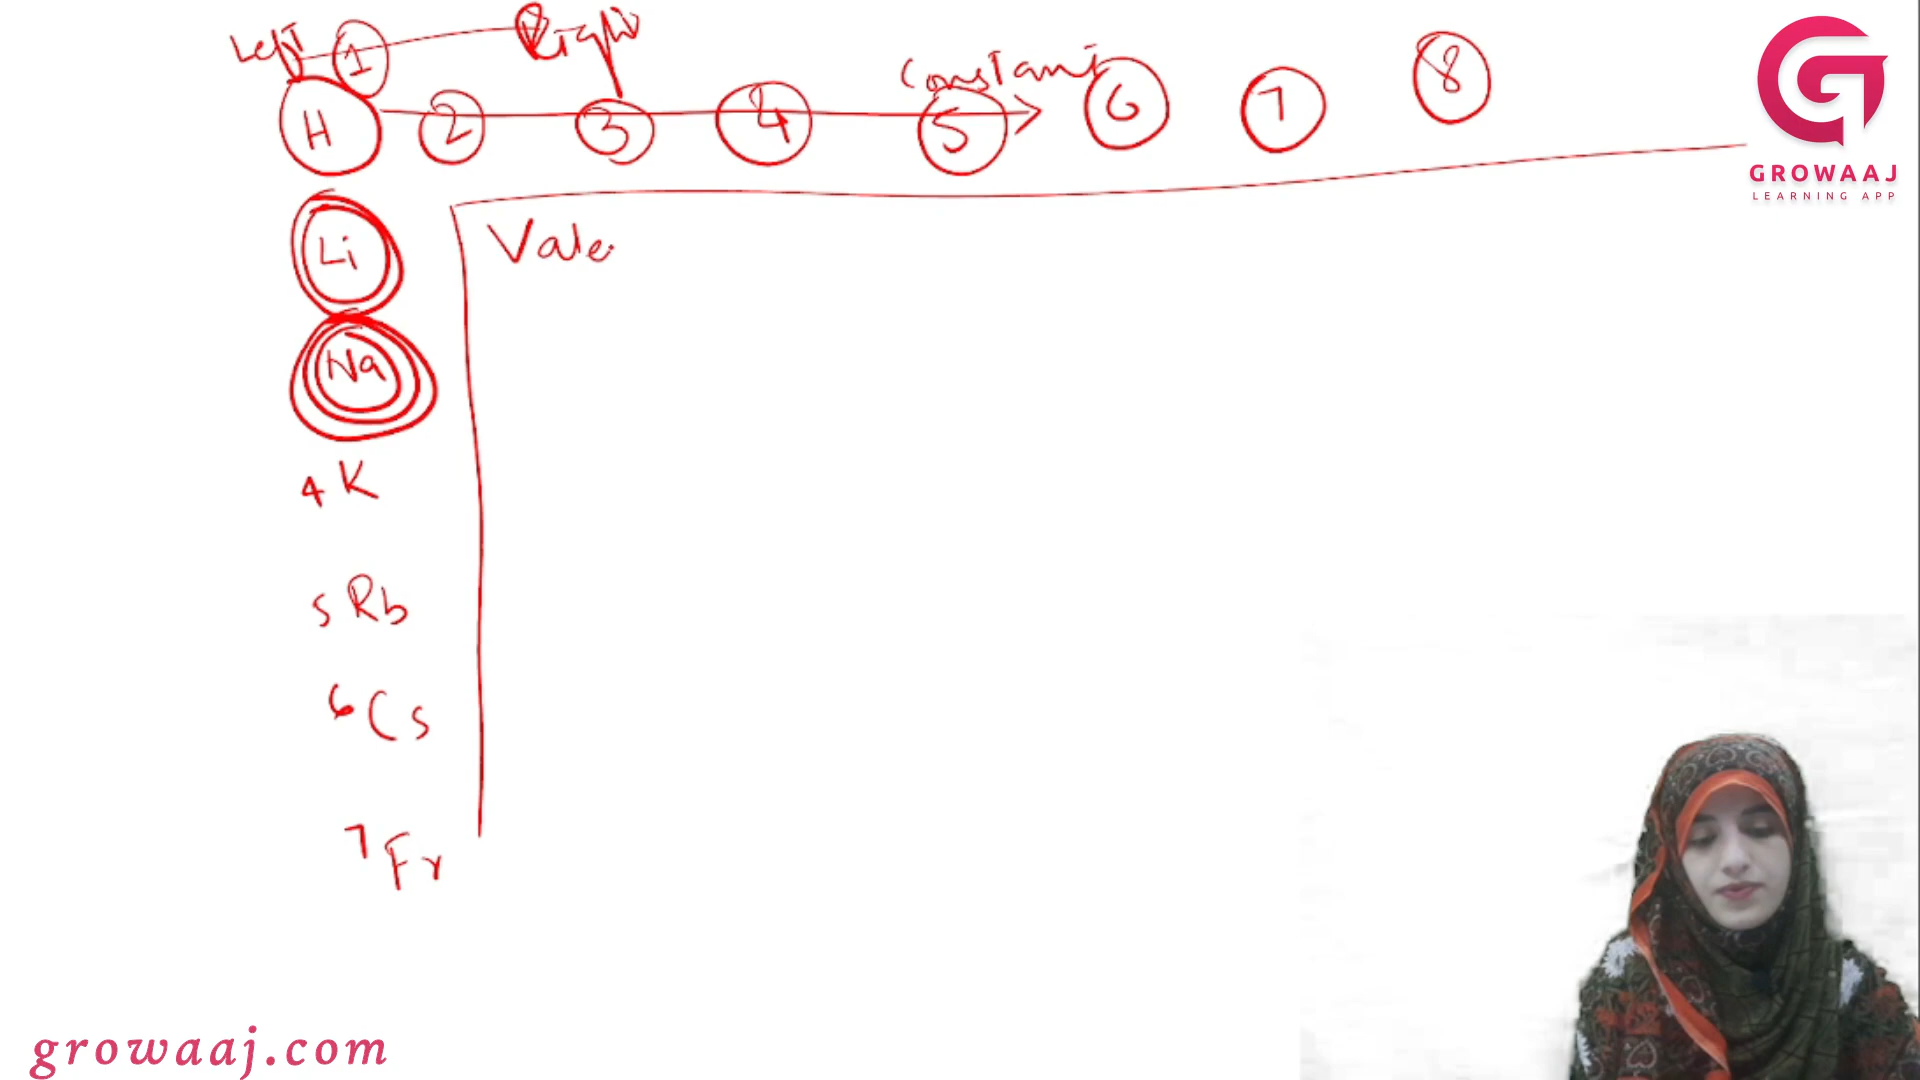 Left 1 Right
Constant
H 2 3 4 5 6 7 8
Li
Vale
Na
4 K
5 Rb
6 Cs
7 Fr
GROWAAJ
LEARNING APP
growaaj.com